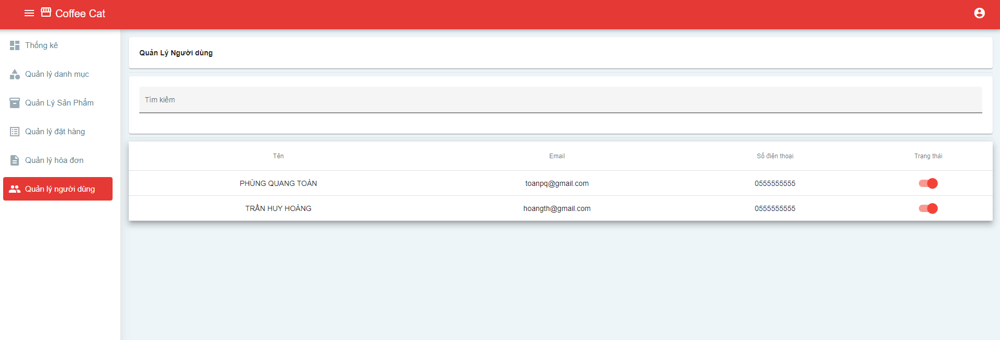 Coffee Cat
Thống kê
Quản lý danh mục
Quản Lý Sản Phẩm
Quản lý đặt hàng
Quản lý hóa đơn
Quản lý người dùng
Quản Lý Người dùng
Tìm kiếm
Tên Email Số điện thoại Trạng thái
PHÙNG QUANG TOẢN toanpq@gmail.com 0555555555
TRẦN HUY HOÀNG hoangth@gmail.com 0555555555